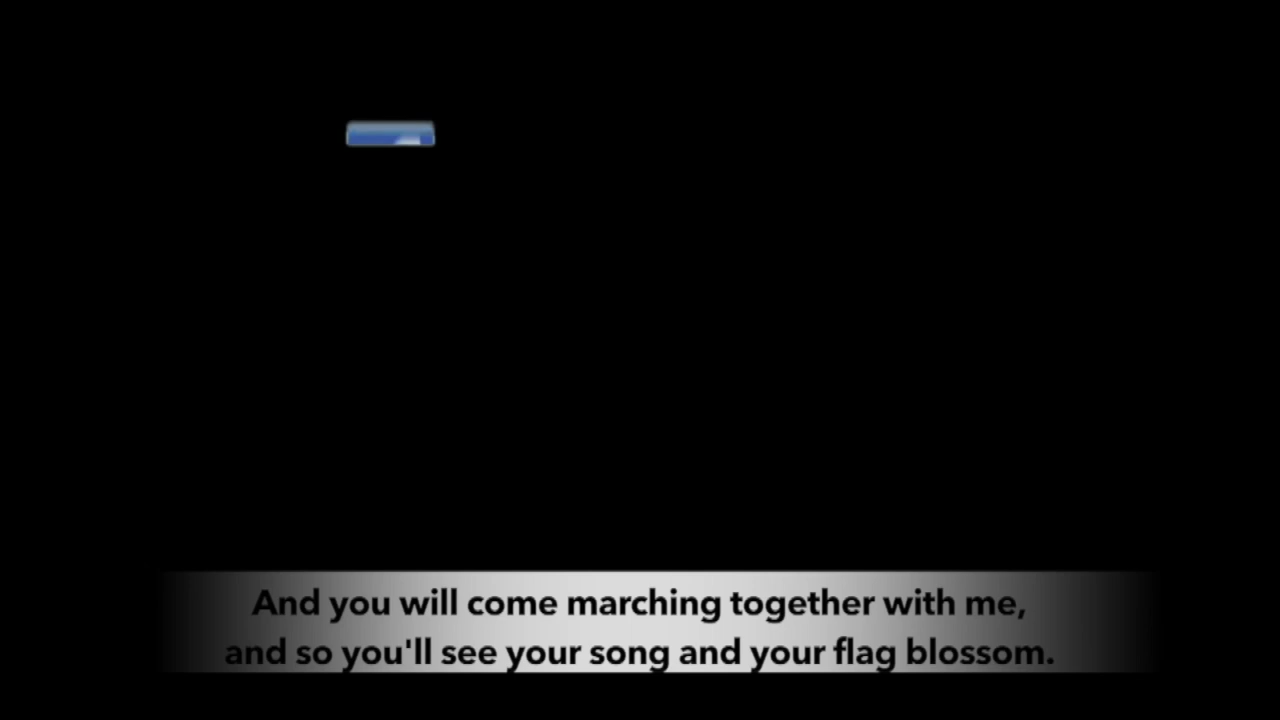 And you will come marching together with me,
and so you'll see your song and your flag blossom.